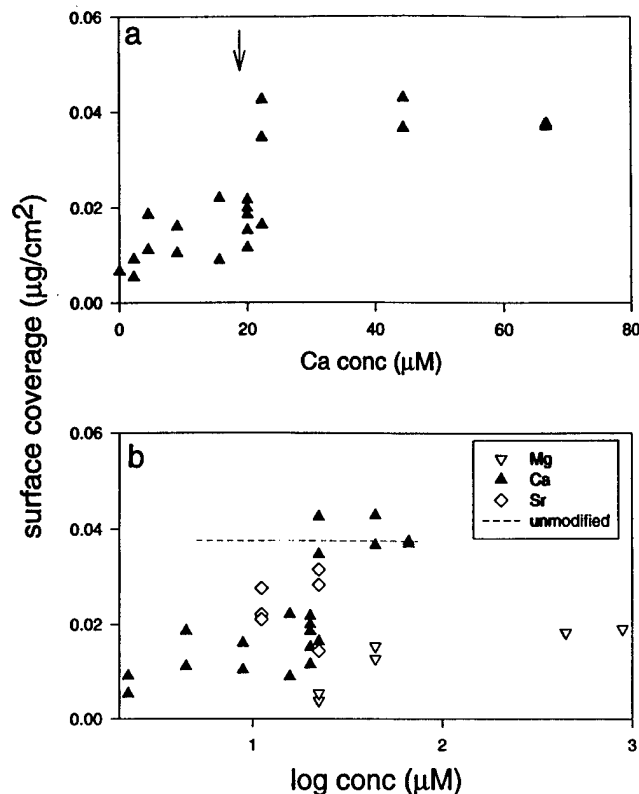 a
0.06
0.04
0.02
0.00
0
20
40
60
80
Ca conc (μM)
surface coverage (μg/cm²)
b
0.06
0.04
0.02
0.00
Mg
Ca
Sr
unmodified
1
2
3
log conc (μM)